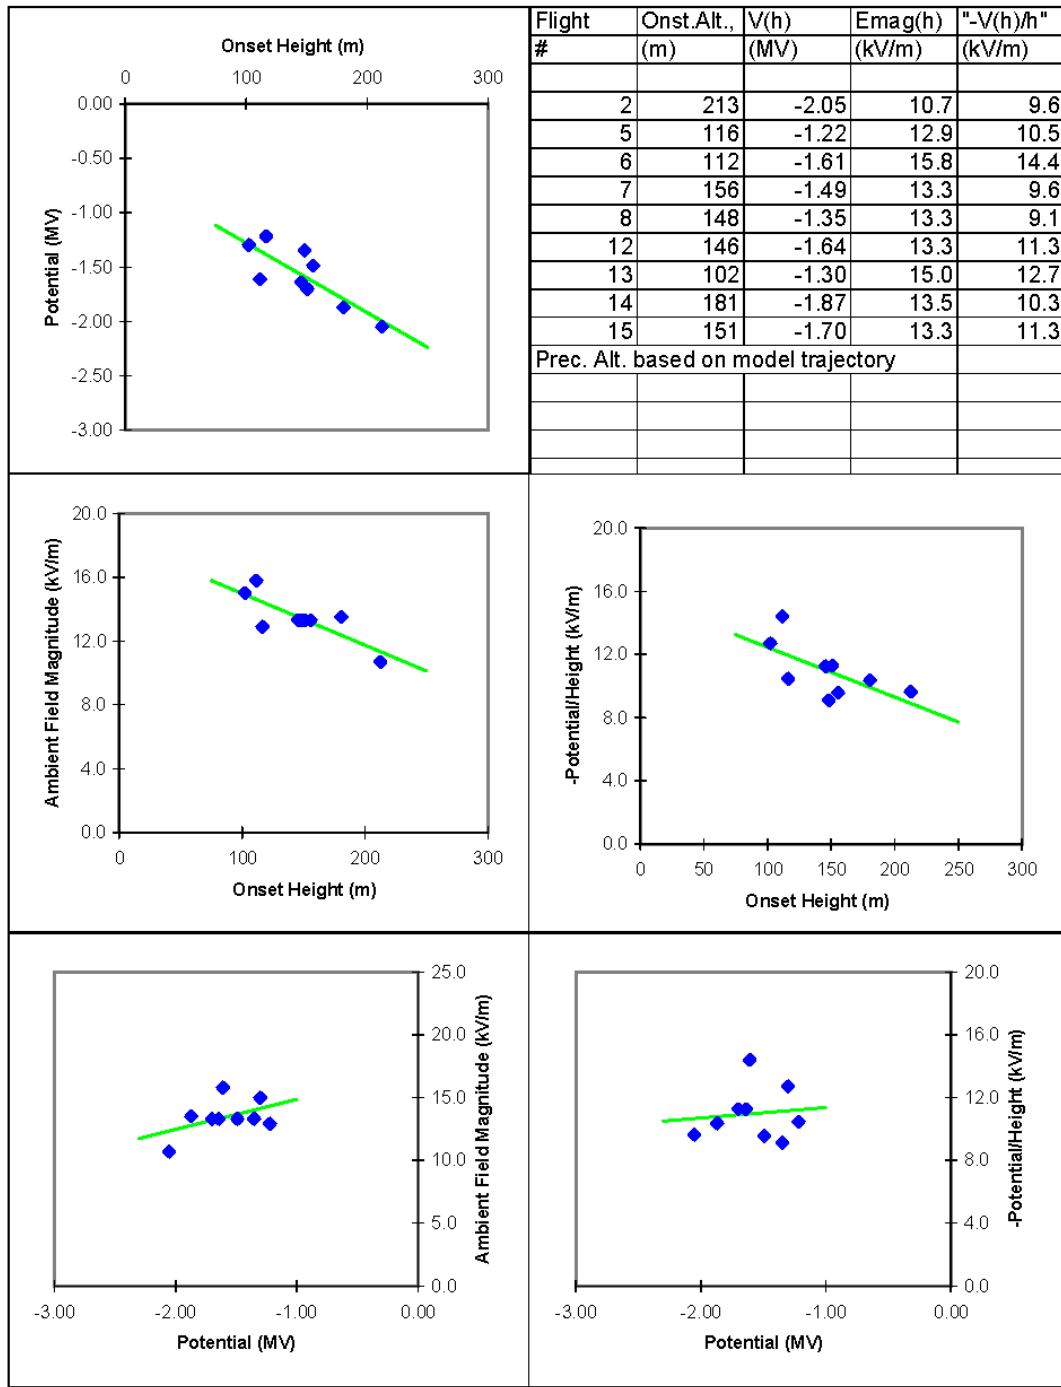 Onset Height (m)
0 100 200 300
0.00
-0.50
-1.00
-1.50
-2.00
-2.50
-3.00
Potential (MV)
Flight Onst.Alt., V(h) Emag(h) "-V(h)/h"
# (m) (MV) (kV/m) (kV/m)
2 213 -2.05 10.7 9.6
5 116 -1.22 12.9 10.5
6 112 -1.61 15.8 14.4
7 156 -1.49 13.3 9.6
8 148 -1.35 13.3 9.1
12 146 -1.64 13.3 11.3
13 102 -1.30 15.0 12.7
14 181 -1.87 13.5 10.3
15 151 -1.70 13.3 11.3
Prec. Alt. based on model trajectory
Ambient Field Magnitude (kV/m)
20.0
16.0
12.0
8.0
4.0
0.0
0 100 200 300
Onset Height (m)
-Potential/Height (kV/m)
20.0
16.0
12.0
8.0
4.0
0.0
0 50 100 150 200 250 300
Onset Height (m)
25.0
20.0
15.0
10.0
5.0
0.0
Ambient Field Magnitude (kV/m)
-3.00 -2.00 -1.00 0.00
Potential (MV)
20.0
16.0
12.0
8.0
4.0
0.0
-Potential/Height (kV/m)
-3.00 -2.00 -1.00 0.00
Potential (MV)